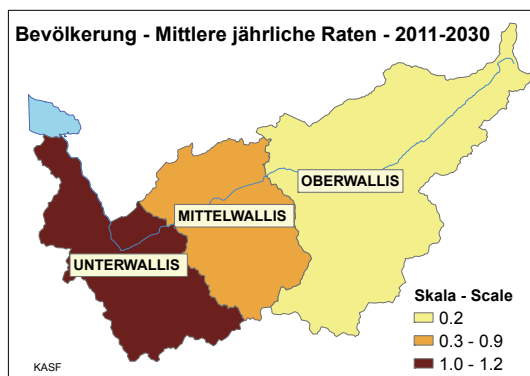 Bevölkerung - Mittlere jährliche Raten - 2011-2030
OBERWALLIS
MITTELWALLIS
UNTERWALLIS
Skala - Scale
0.2
0.3 - 0.9
1.0 - 1.2
KASF